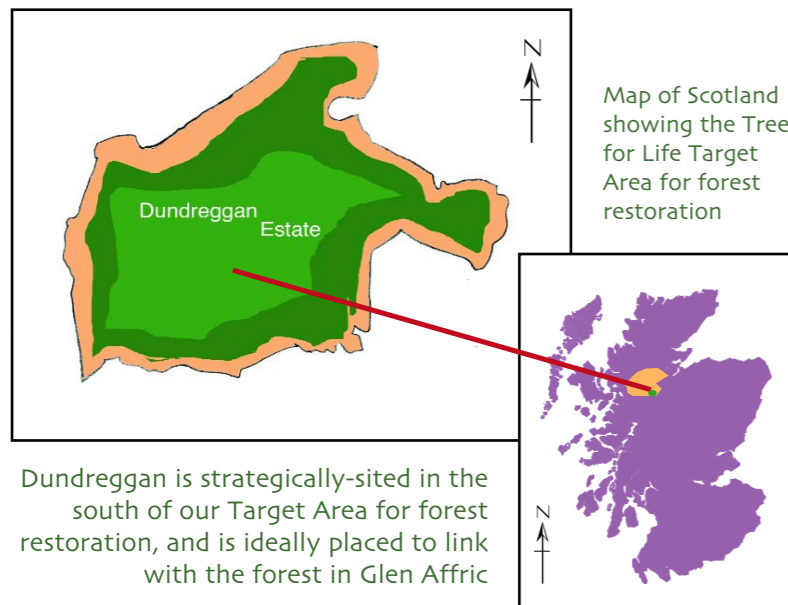 N
Dundreggan
Estate
Map of Scotland
showing the Tree
for Life Target
Area for forest
restoration
Dundreggan is strategically-sited in the
south of our Target Area for forest
restoration, and is ideally placed to link
with the forest in Glen Affric
N